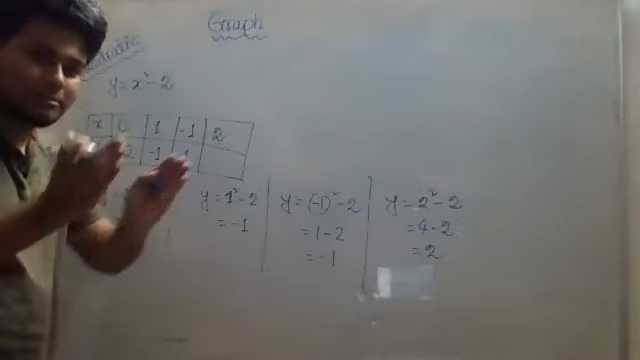 Graph
y = x² - 2
x 0 1 -1 2
-2 -1 -1
y = 1² - 2
= -1
y = (-1)² - 2
= 1 - 2
= -1
y = 2² - 2
= 4 - 2
= 2